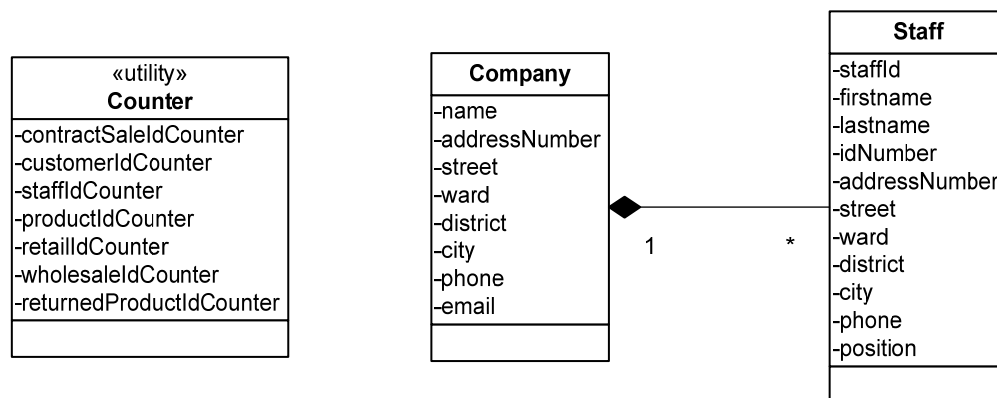 «utility»
Counter
-contractSaleIdCounter
-customerIdCounter
-staffIdCounter
-productIdCounter
-retailIdCounter
-wholesaleIdCounter
-returnedProductIdCounter
Company
-name
-addressNumber
-street
-ward
-district
-city
-phone
-email
1
*
Staff
-staffId
-firstname
-lastname
-idNumber
-addressNumber
-street
-ward
-district
-city
-phone
-position